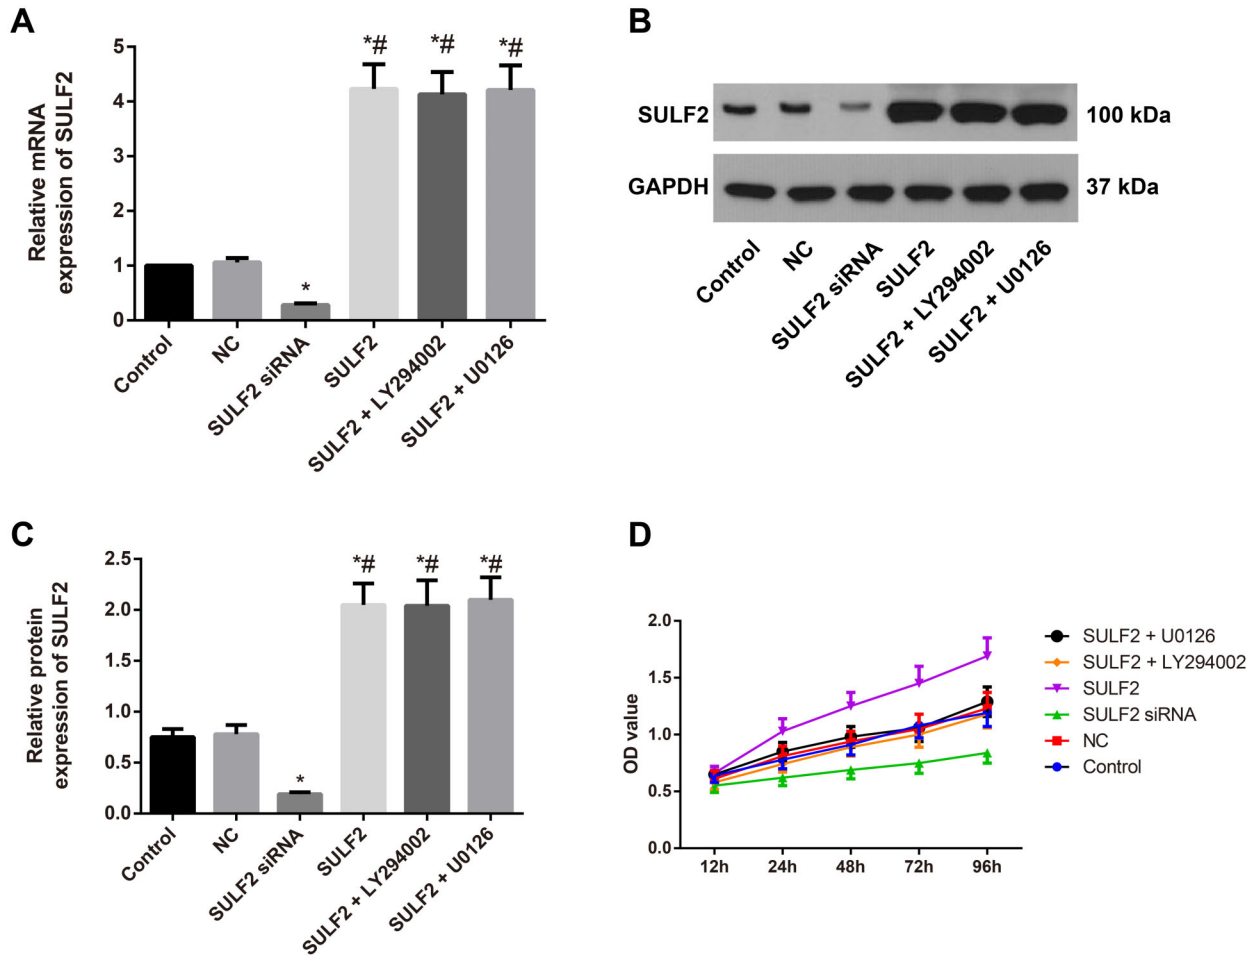 A
Relative mRNA
expression of SULF2
5
4
3
2
1
0
*
*#
*#
*#
Control
NC
SULF2 siRNA
SULF2
SULF2 + LY294002
SULF2 + U0126
B
SULF2
100 kDa
GAPDH
37 kDa
Control
NC
SULF2 siRNA
SULF2
SULF2 + LY294002
SULF2 + U0126
C
Relative protein
expression of SULF2
2.5
2.0
1.5
1.0
0.5
0.0
*
*#
*#
*#
Control
NC
SULF2 siRNA
SULF2
SULF2 + LY294002
SULF2 + U0126
D
OD value
2.0
1.5
1.0
0.5
0.0
12h
24h
48h
72h
96h
SULF2 + U0126
SULF2 + LY294002
SULF2
SULF2 siRNA
NC
Control